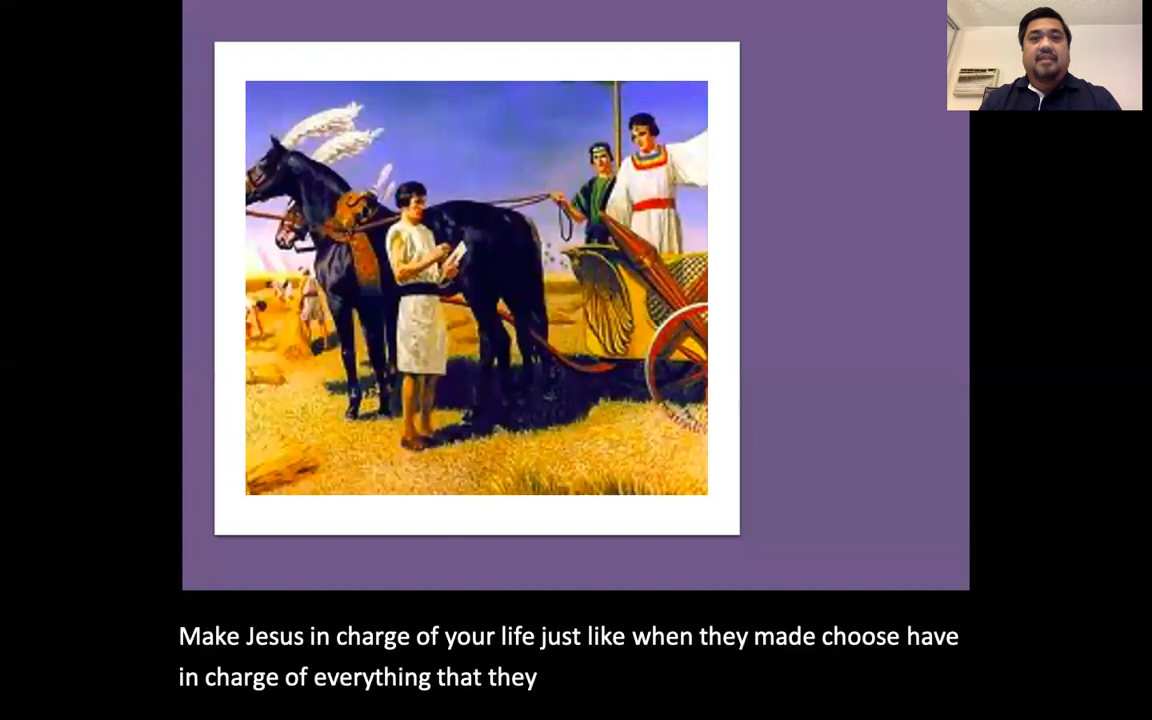 Make Jesus in charge of your life just like when they made choose have
in charge of everything that they